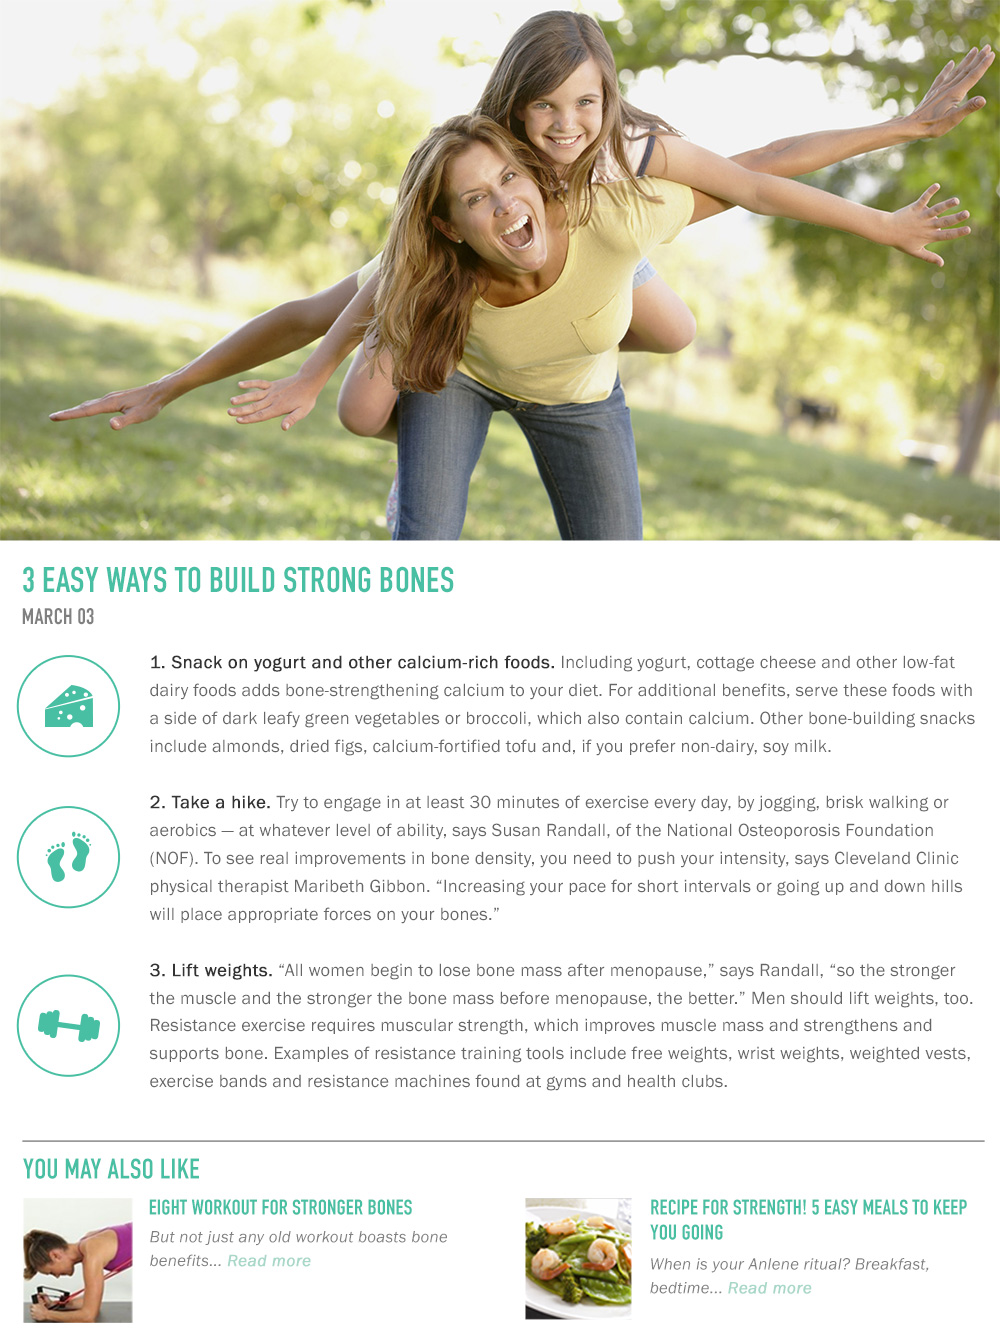 3 EASY WAYS TO BUILD STRONG BONES
MARCH 03
1. Snack on yogurt and other calcium-rich foods. Including yogurt, cottage cheese and other low-fat
dairy foods adds bone-strengthening calcium to your diet. For additional benefits, serve these foods with
a side of dark leafy green vegetables or broccoli, which also contain calcium. Other bone-building snacks
include almonds, dried figs, calcium-fortified tofu and, if you prefer non-dairy, soy milk.
2. Take a hike. Try to engage in at least 30 minutes of exercise every day, by jogging, brisk walking or
aerobics — at whatever level of ability, says Susan Randall, of the National Osteoporosis Foundation
(NOF). To see real improvements in bone density, you need to push your intensity, says Cleveland Clinic
physical therapist Maribeth Gibbon. “Increasing your pace for short intervals or going up and down hills
will place appropriate forces on your bones.”
3. Lift weights. “All women begin to lose bone mass after menopause,” says Randall, “so the stronger
the muscle and the stronger the bone mass before menopause, the better.” Men should lift weights, too.
Resistance exercise requires muscular strength, which improves muscle mass and strengthens and
supports bone. Examples of resistance training tools include free weights, wrist weights, weighted vests,
exercise bands and resistance machines found at gyms and health clubs.
YOU MAY ALSO LIKE
EIGHT WORKOUT FOR STRONGER BONES
But not just any old workout boasts bone
benefits... Read more
RECIPE FOR STRENGTH! 5 EASY MEALS TO KEEP
YOU GOING
When is your Anlene ritual? Breakfast,
bedtime... Read more